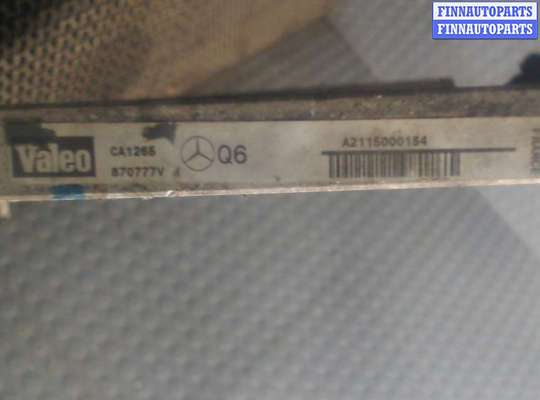 FINNAUTOPARTS
FINNAUTOPARTS
Valeo CA1265 Q6 A2115000154
870777V